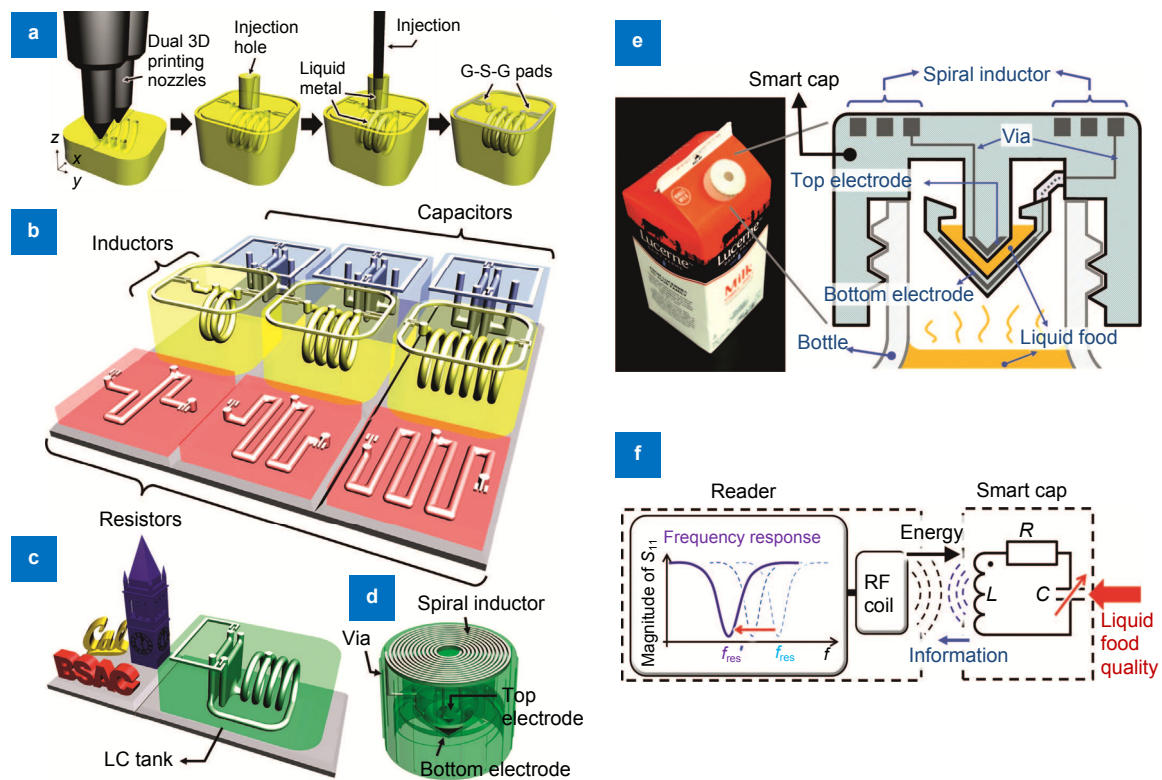 a
Dual 3D
printing
nozzles
Injection
hole
Liquid
metal
Injection
G-S-G pads
z
x
y
b
Inductors
Capacitors
Resistors
c
Cal
BSAC
LC tank
d
Spiral inductor
Via
Top
electrode
Bottom electrode
e
Smart cap
Spiral inductor
Via
Top electrode
Bottom electrode
Liquid food
Bottle
Lucerne
Lucerne
Milk
f
Reader
Smart cap
Frequency response
Magnitude of S11
fres'
fres
f
RF
coil
Energy
Information
R
L
C
Liquid
food
quality